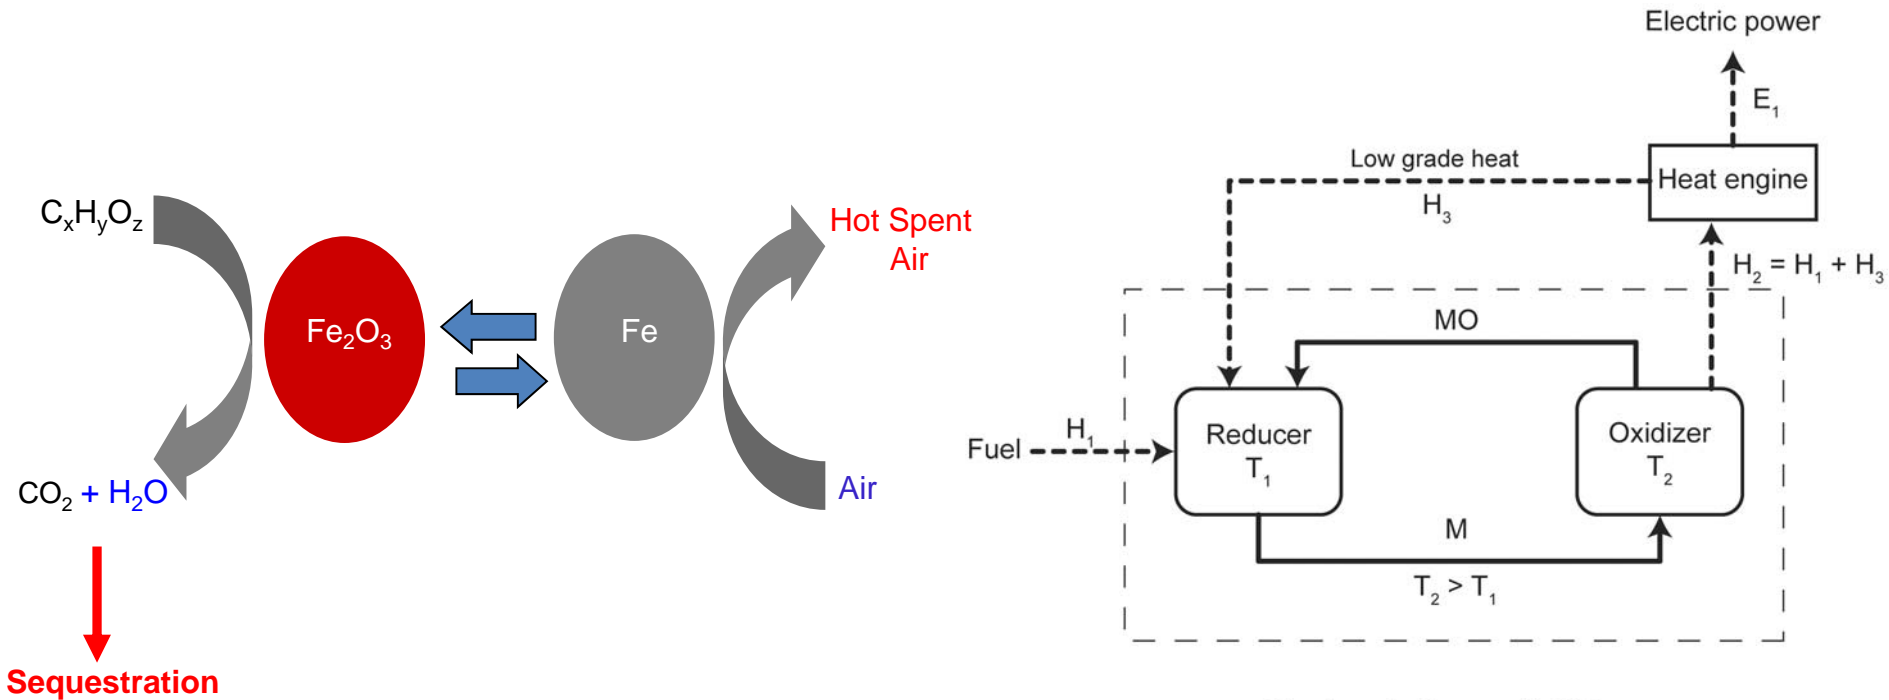 CₓHᵧO_z
Fe₂O₃
Fe
Hot Spent
Air
Air
CO₂ + H₂O
Sequestration
Electric power
E₁
Heat engine
Low grade heat
H₃
H₂ = H₁ + H₃
MO
Fuel
H₁
Reducer
T₁
Oxidizer
T₂
M
T₂ > T₁